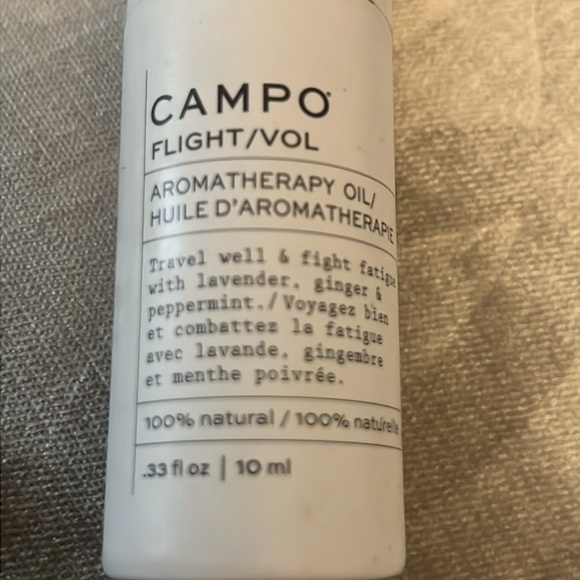 CAMPO
FLIGHT/VOL
AROMATHERAPY OIL/
HUILE D'AROMATHERAPIE
Travel well & fight fatigue
with lavender, ginger &
peppermint./Voyagez bien
et combattez la fatigue
avec lavande, gingembre
et menthe poivrée.
100% natural / 100% naturelle
.33 fl oz | 10 ml